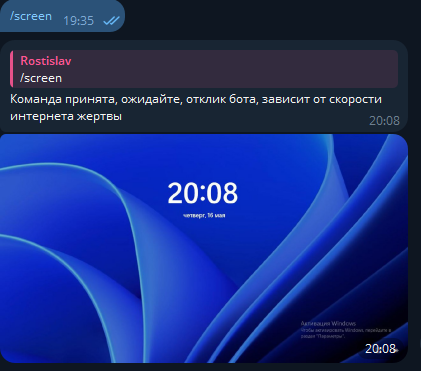 /screen 19:35
Rostislav
/screen
Команда принята, ожидайте, отклик бота, зависит от скорости
интернета жертвы
20:08
20:08
четверг, 16 мая
Активация Windows
Чтобы активировать Windows, перейдите в
раздел "Параметры".
20:08